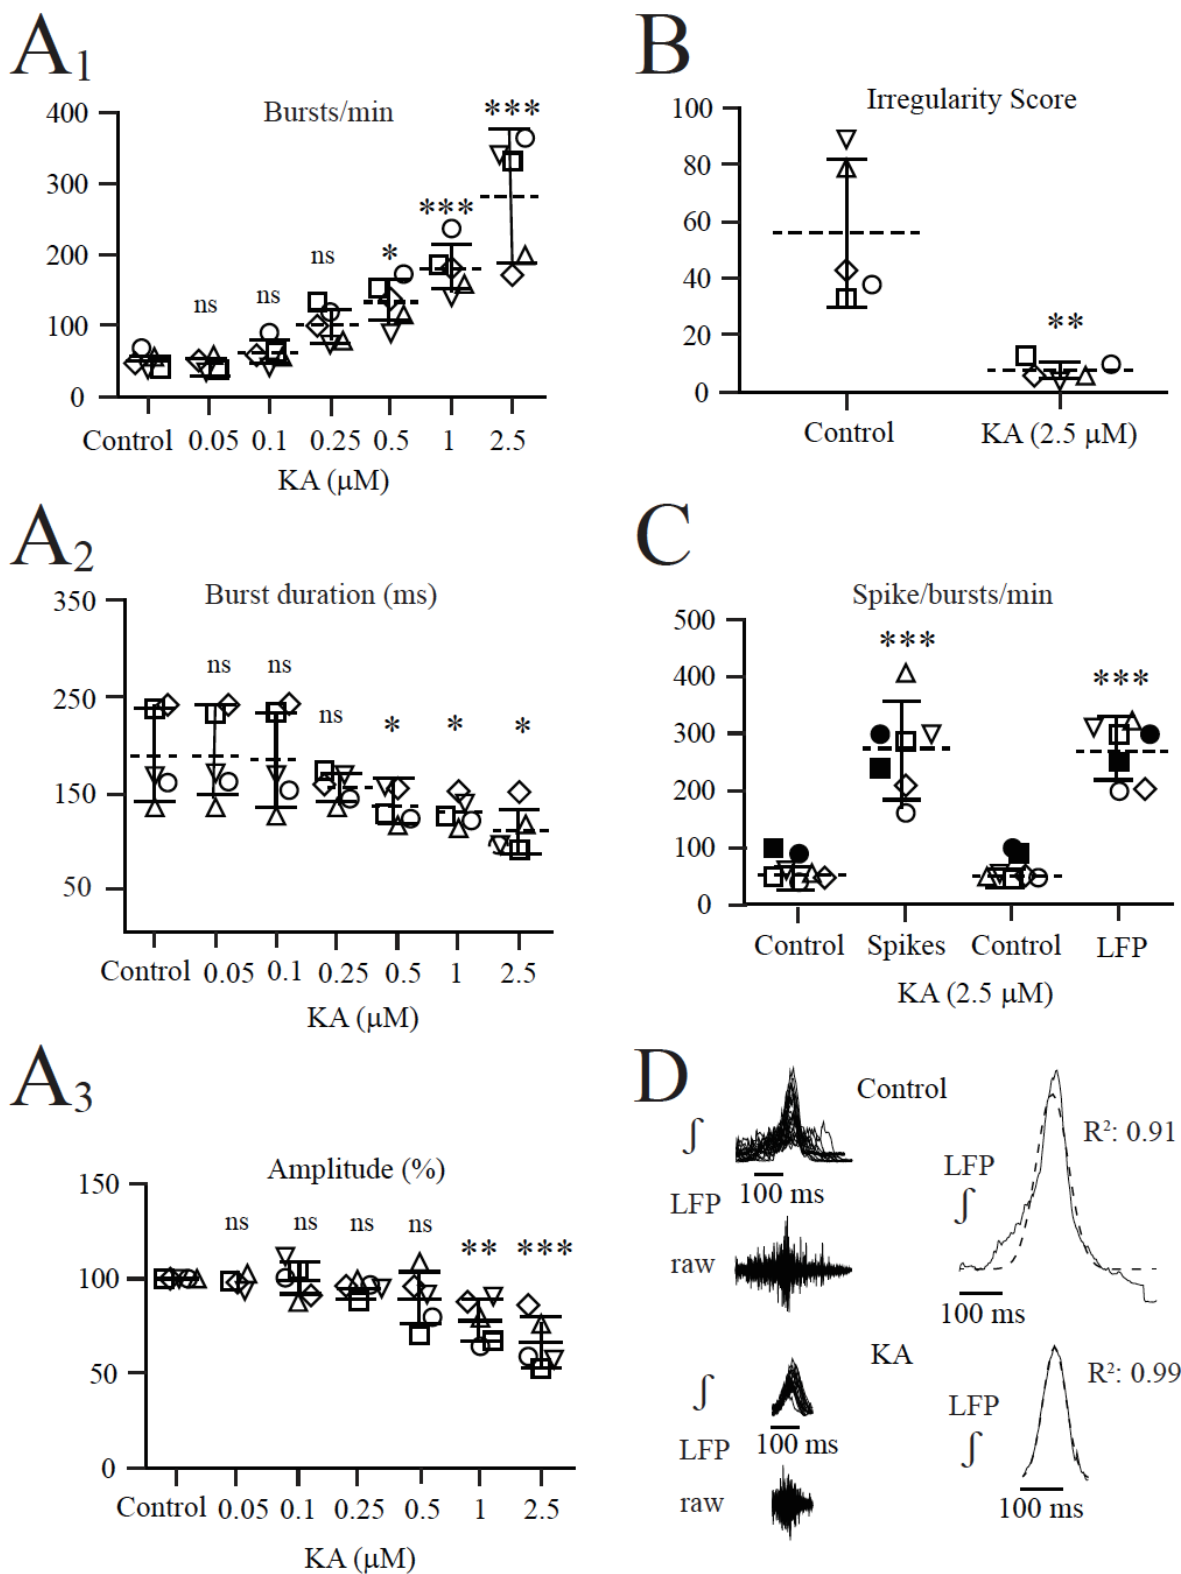 A1
Bursts/min
400
300
200
100
0
ns
ns
ns
*
***
***
Control 0.05 0.1 0.25 0.5 1 2.5
KA (μM)
B
Irregularity Score
100
80
60
40
20
0
**
Control KA (2.5 μM)
A2
Burst duration (ms)
350
250
150
50
ns
ns
ns
*
*
*
Control 0.05 0.1 0.25 0.5 1 2.5
KA (μM)
C
Spike/bursts/min
500
400
300
200
100
0
***
***
Control Spikes Control LFP
KA (2.5 μM)
A3
Amplitude (%)
150
100
50
0
ns
ns
ns
ns
**
***
Control 0.05 0.1 0.25 0.5 1 2.5
KA (μM)
D
Control
∫
100 ms
LFP
raw
LFP
∫
R²: 0.91
100 ms
KA
∫
100 ms
LFP
raw
LFP
∫
R²: 0.99
100 ms